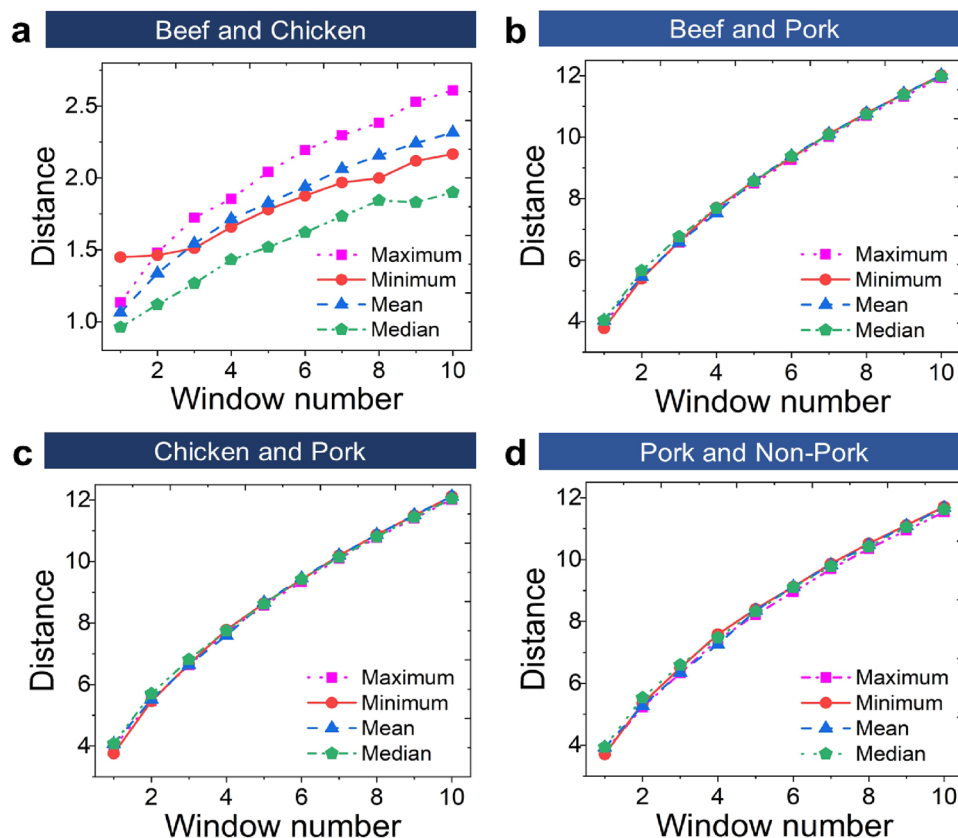 a
Beef and Chicken
Distance
2.5
2.0
1.5
1.0
Maximum
Minimum
Mean
Median
2 4 6 8 10
Window number
b
Beef and Pork
Distance
12
10
8
6
4
Maximum
Minimum
Mean
Median
2 4 6 8 10
Window number
c
Chicken and Pork
Distance
12
10
8
6
4
Maximum
Minimum
Mean
Median
2 4 6 8 10
Window number
d
Pork and Non-Pork
Distance
12
10
8
6
4
Maximum
Minimum
Mean
Median
2 4 6 8 10
Window number